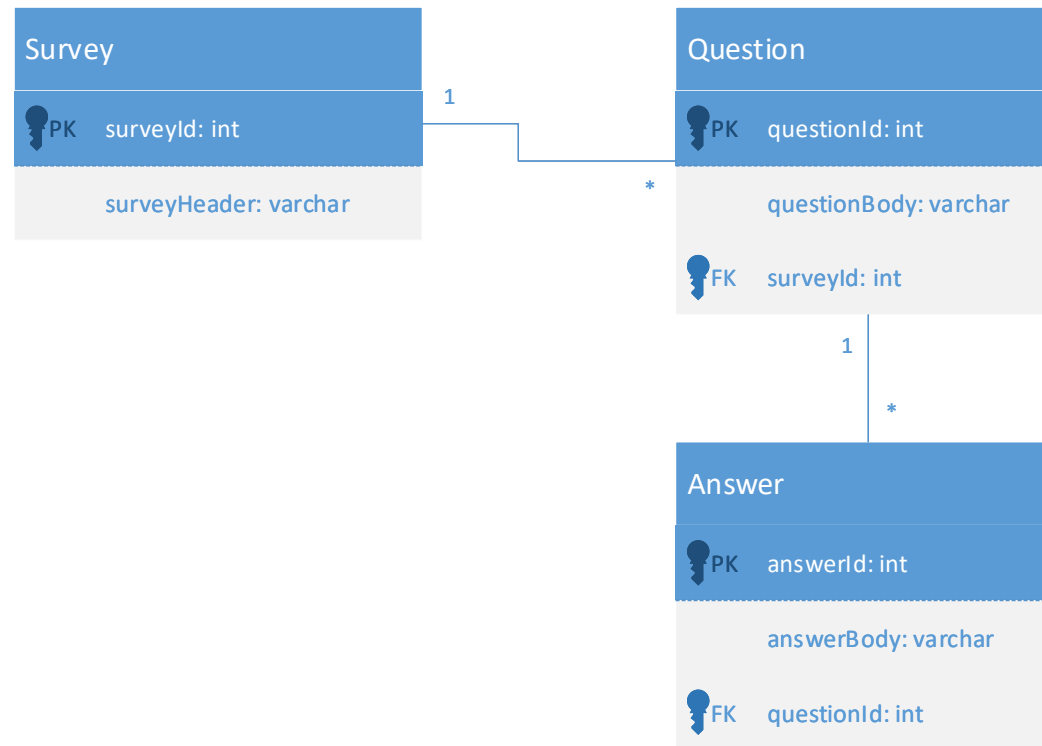 Survey
PK surveyId: int
surveyHeader: varchar
1
*
Question
PK questionId: int
questionBody: varchar
FK surveyId: int
1
*
Answer
PK answerId: int
answerBody: varchar
FK questionId: int